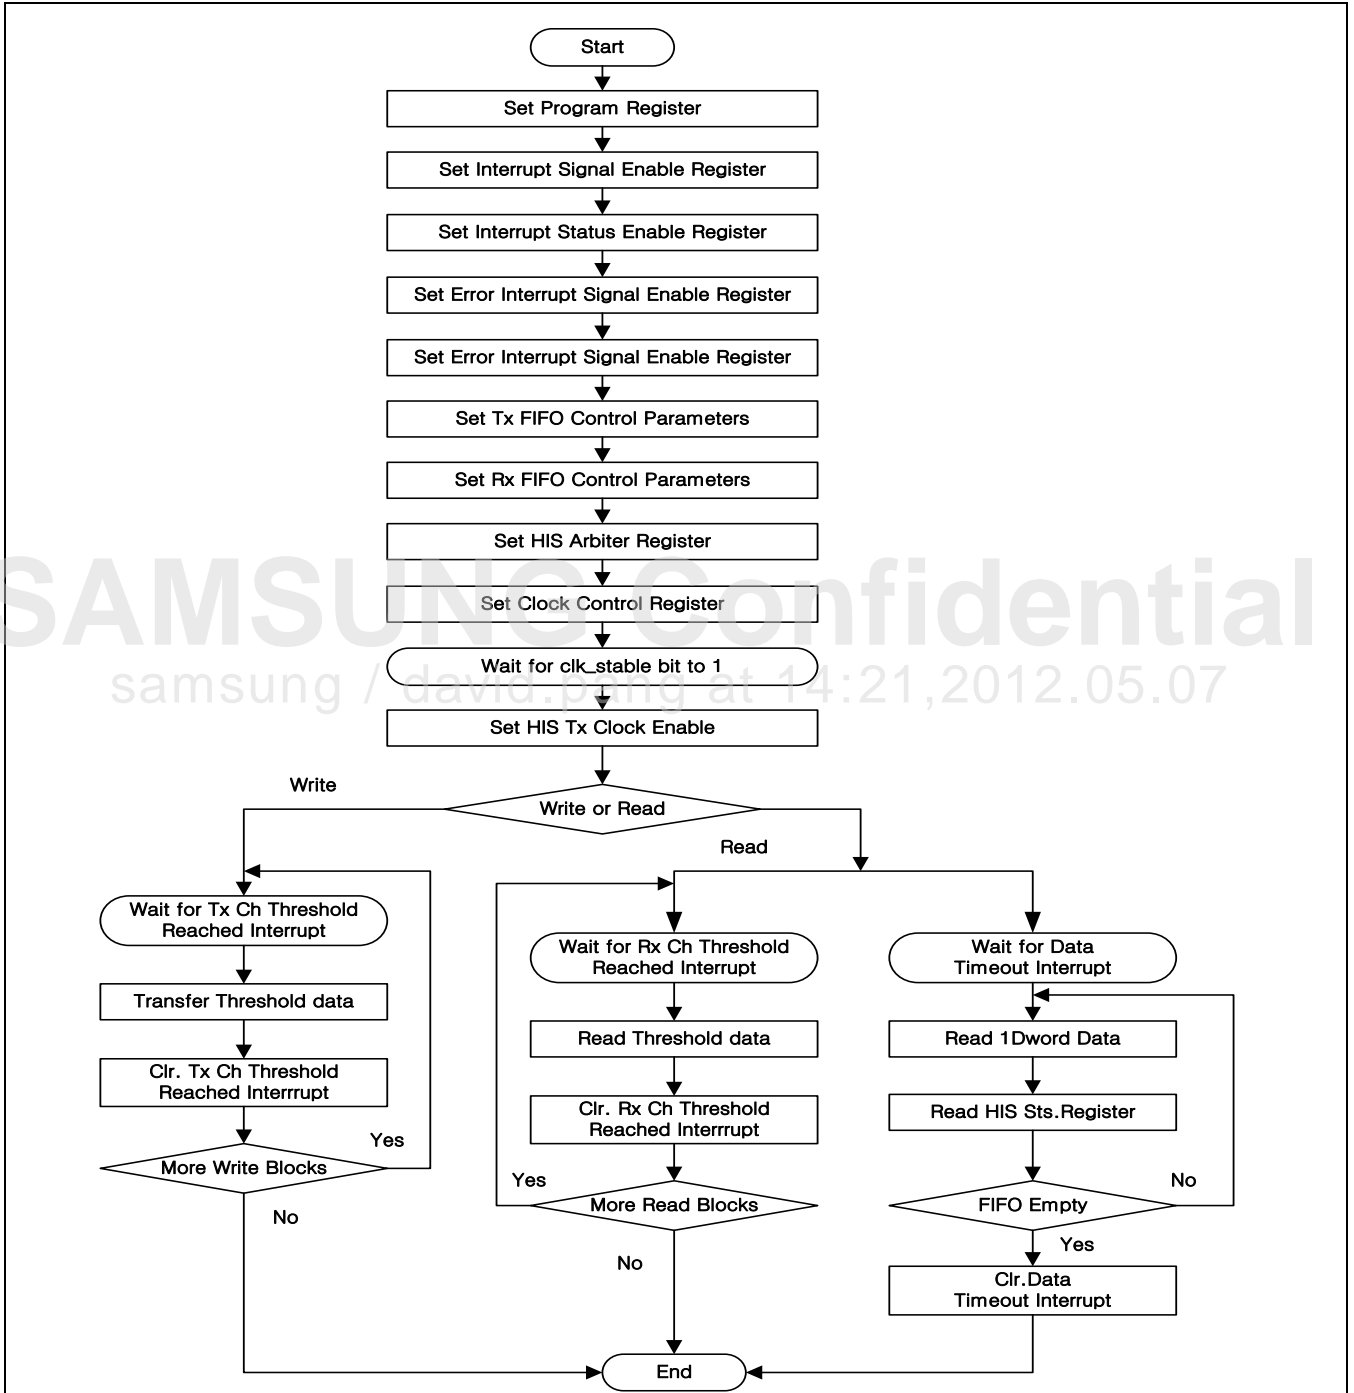 Start
Set Program Register
Set Interrupt Signal Enable Register
Set Interrupt Status Enable Register
Set Error Interrupt Signal Enable Register
Set Error Interrupt Signal Enable Register
Set Tx FIFO Control Parameters
Set Rx FIFO Control Parameters
Set HIS Arbiter Register
SAMSUNG Confidential
Set Clock Control Register
Wait for clk_stable bit to 1
samsung / david.pang at 14:21,2012.05.07
Set HIS Tx Clock Enable
Write
Write or Read
Read
Wait for Tx Ch Threshold
Reached Interrupt
Transfer Threshold data
Clr. Tx Ch Threshold
Reached Interrrupt
Yes
More Write Blocks
No
Wait for Rx Ch Threshold
Reached Interrupt
Read Threshold data
Clr. Rx Ch Threshold
Reached Interrrupt
Yes
More Read Blocks
No
Wait for Data
Timeout Interrupt
Read 1Dword Data
Read HIS Sts.Register
No
FIFO Empty
Yes
Clr.Data
Timeout Interrupt
End